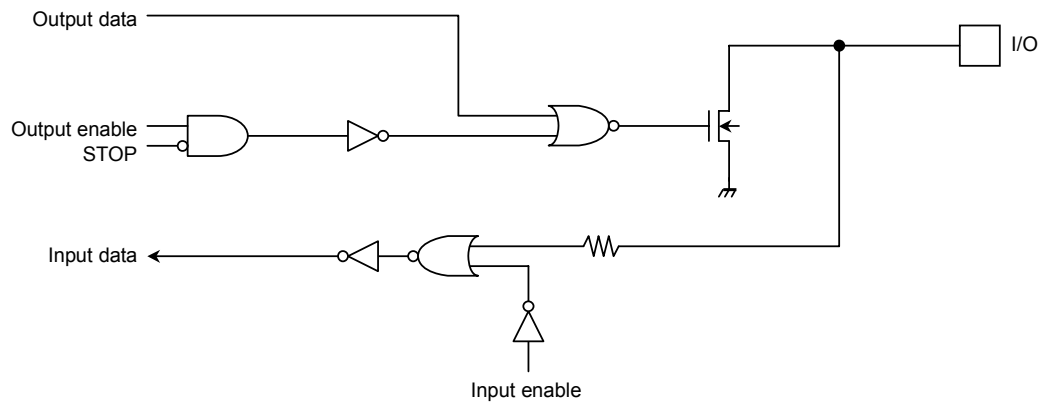 Output data
I/O
Output enable
STOP
Input data
Input enable